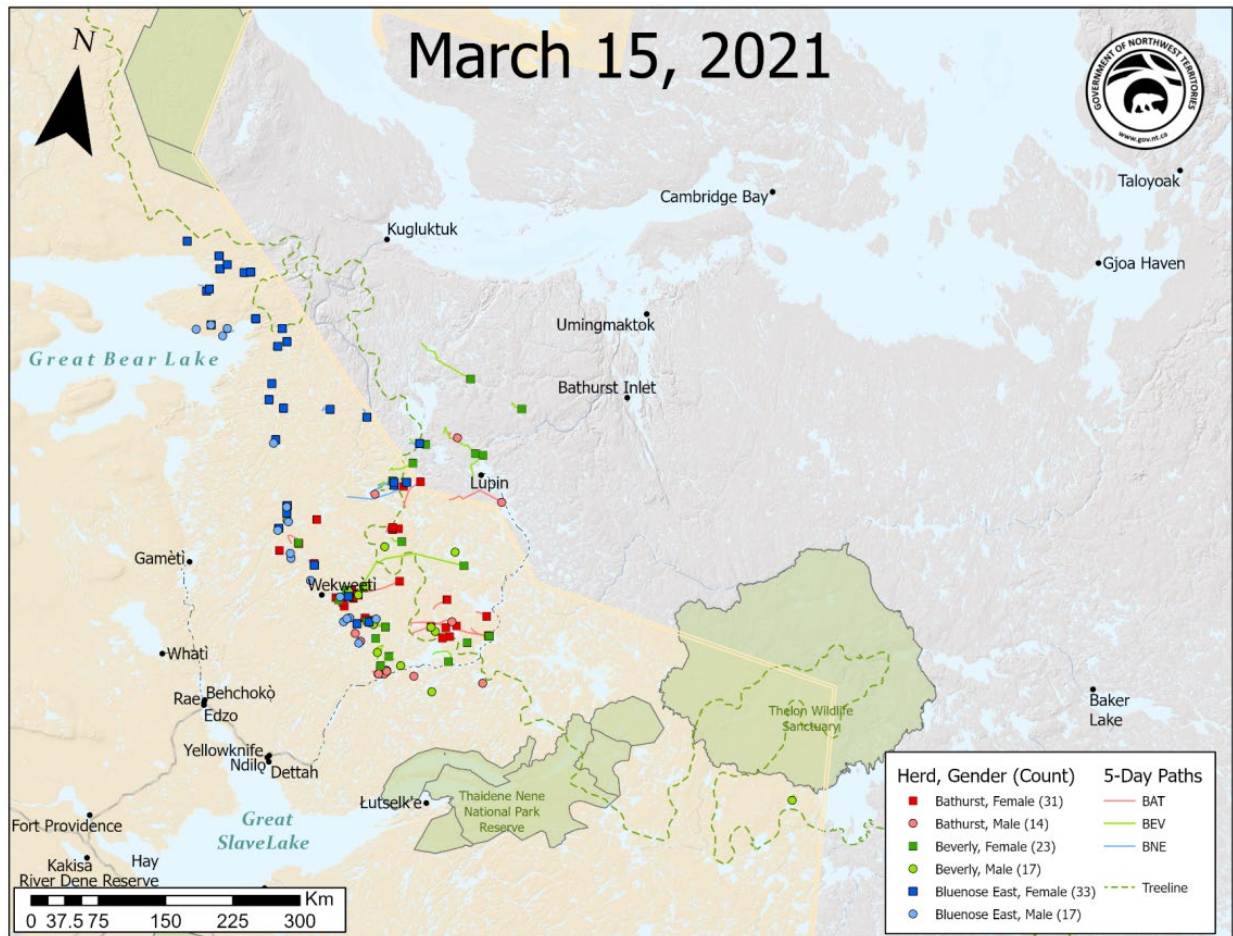 March 15, 2021
N
GOVERNMENT OF NORTHWEST TERRITORIES
www.gov.nt.ca
Taloyoak
Cambridge Bay
Kugluktuk
Gjoa Haven
Umingmaktok
Great Bear Lake
Bathurst Inlet
Lupin
Gamètì
Wekweètì
Whatì
Rae
Behchokǫ̀
Edzo
Thelon Wildlife
Sanctuary
Baker
Lake
Yellowknife
Ndilǫ
Dettah
Łutselk'e
Thaidene Nene
National Park
Reserve
Fort Providence
Great
Slave Lake
Kakisa
Hay
River Dene Reserve
Km
0 37.5 75 150 225 300
Herd, Gender (Count)
Bathurst, Female (31)
Bathurst, Male (14)
Beverly, Female (23)
Beverly, Male (17)
Bluenose East, Female (33)
Bluenose East, Male (17)
5-Day Paths
BAT
BEV
BNE
Treeline